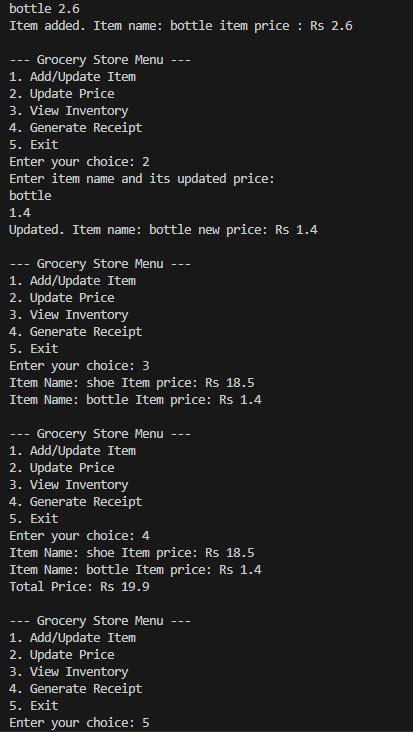 bottle 2.6
Item added. Item name: bottle item price : Rs 2.6
--- Grocery Store Menu ---
1. Add/Update Item
2. Update Price
3. View Inventory
4. Generate Receipt
5. Exit
Enter your choice: 2
Enter item name and its updated price:
bottle
1.4
Updated. Item name: bottle new price: Rs 1.4
--- Grocery Store Menu ---
1. Add/Update Item
2. Update Price
3. View Inventory
4. Generate Receipt
5. Exit
Enter your choice: 3
Item Name: shoe Item price: Rs 18.5
Item Name: bottle Item price: Rs 1.4
--- Grocery Store Menu ---
1. Add/Update Item
2. Update Price
3. View Inventory
4. Generate Receipt
5. Exit
Enter your choice: 4
Item Name: shoe Item price: Rs 18.5
Item Name: bottle Item price: Rs 1.4
Total Price: Rs 19.9
--- Grocery Store Menu ---
1. Add/Update Item
2. Update Price
3. View Inventory
4. Generate Receipt
5. Exit
Enter your choice: 5